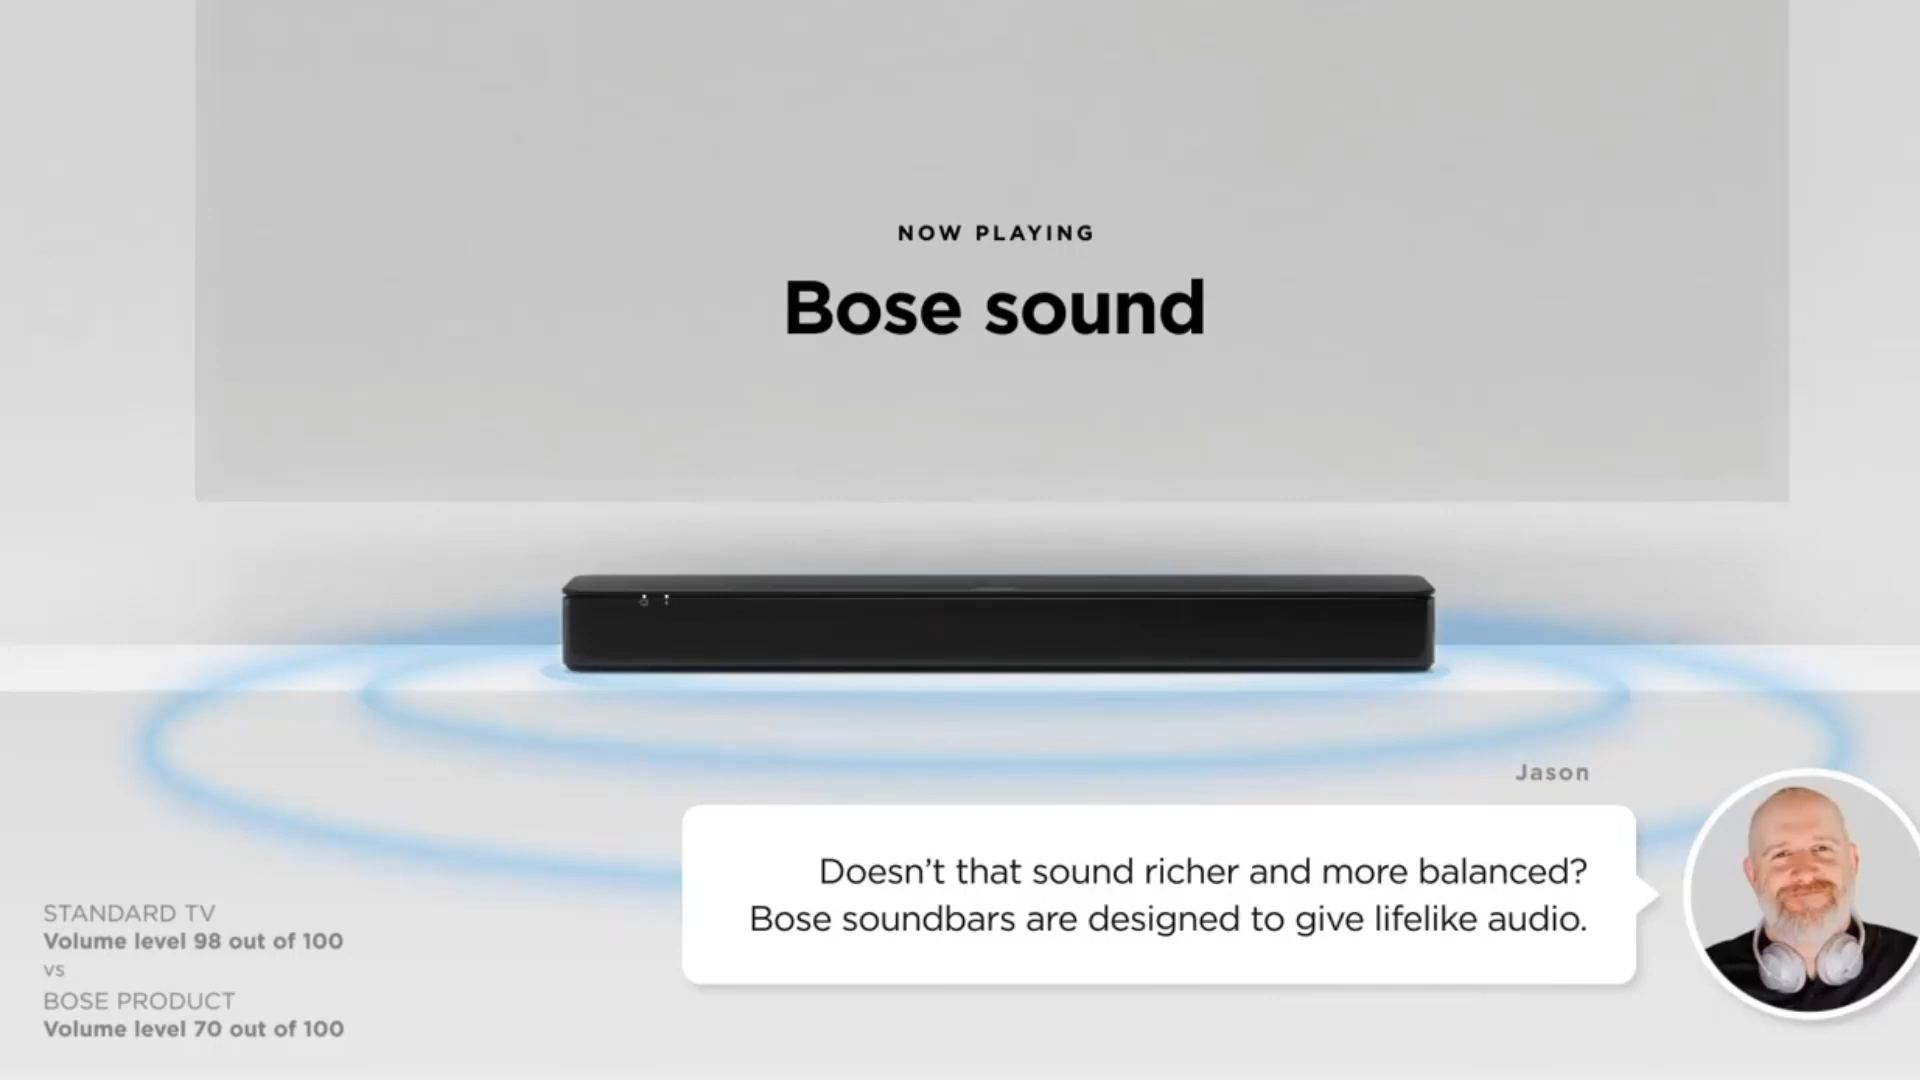 NOW PLAYING
Bose sound
Jason
Doesn’t that sound richer and more balanced?
Bose soundbars are designed to give lifelike audio.
STANDARD TV
Volume level 98 out of 100
vs
BOSE PRODUCT
Volume level 70 out of 100